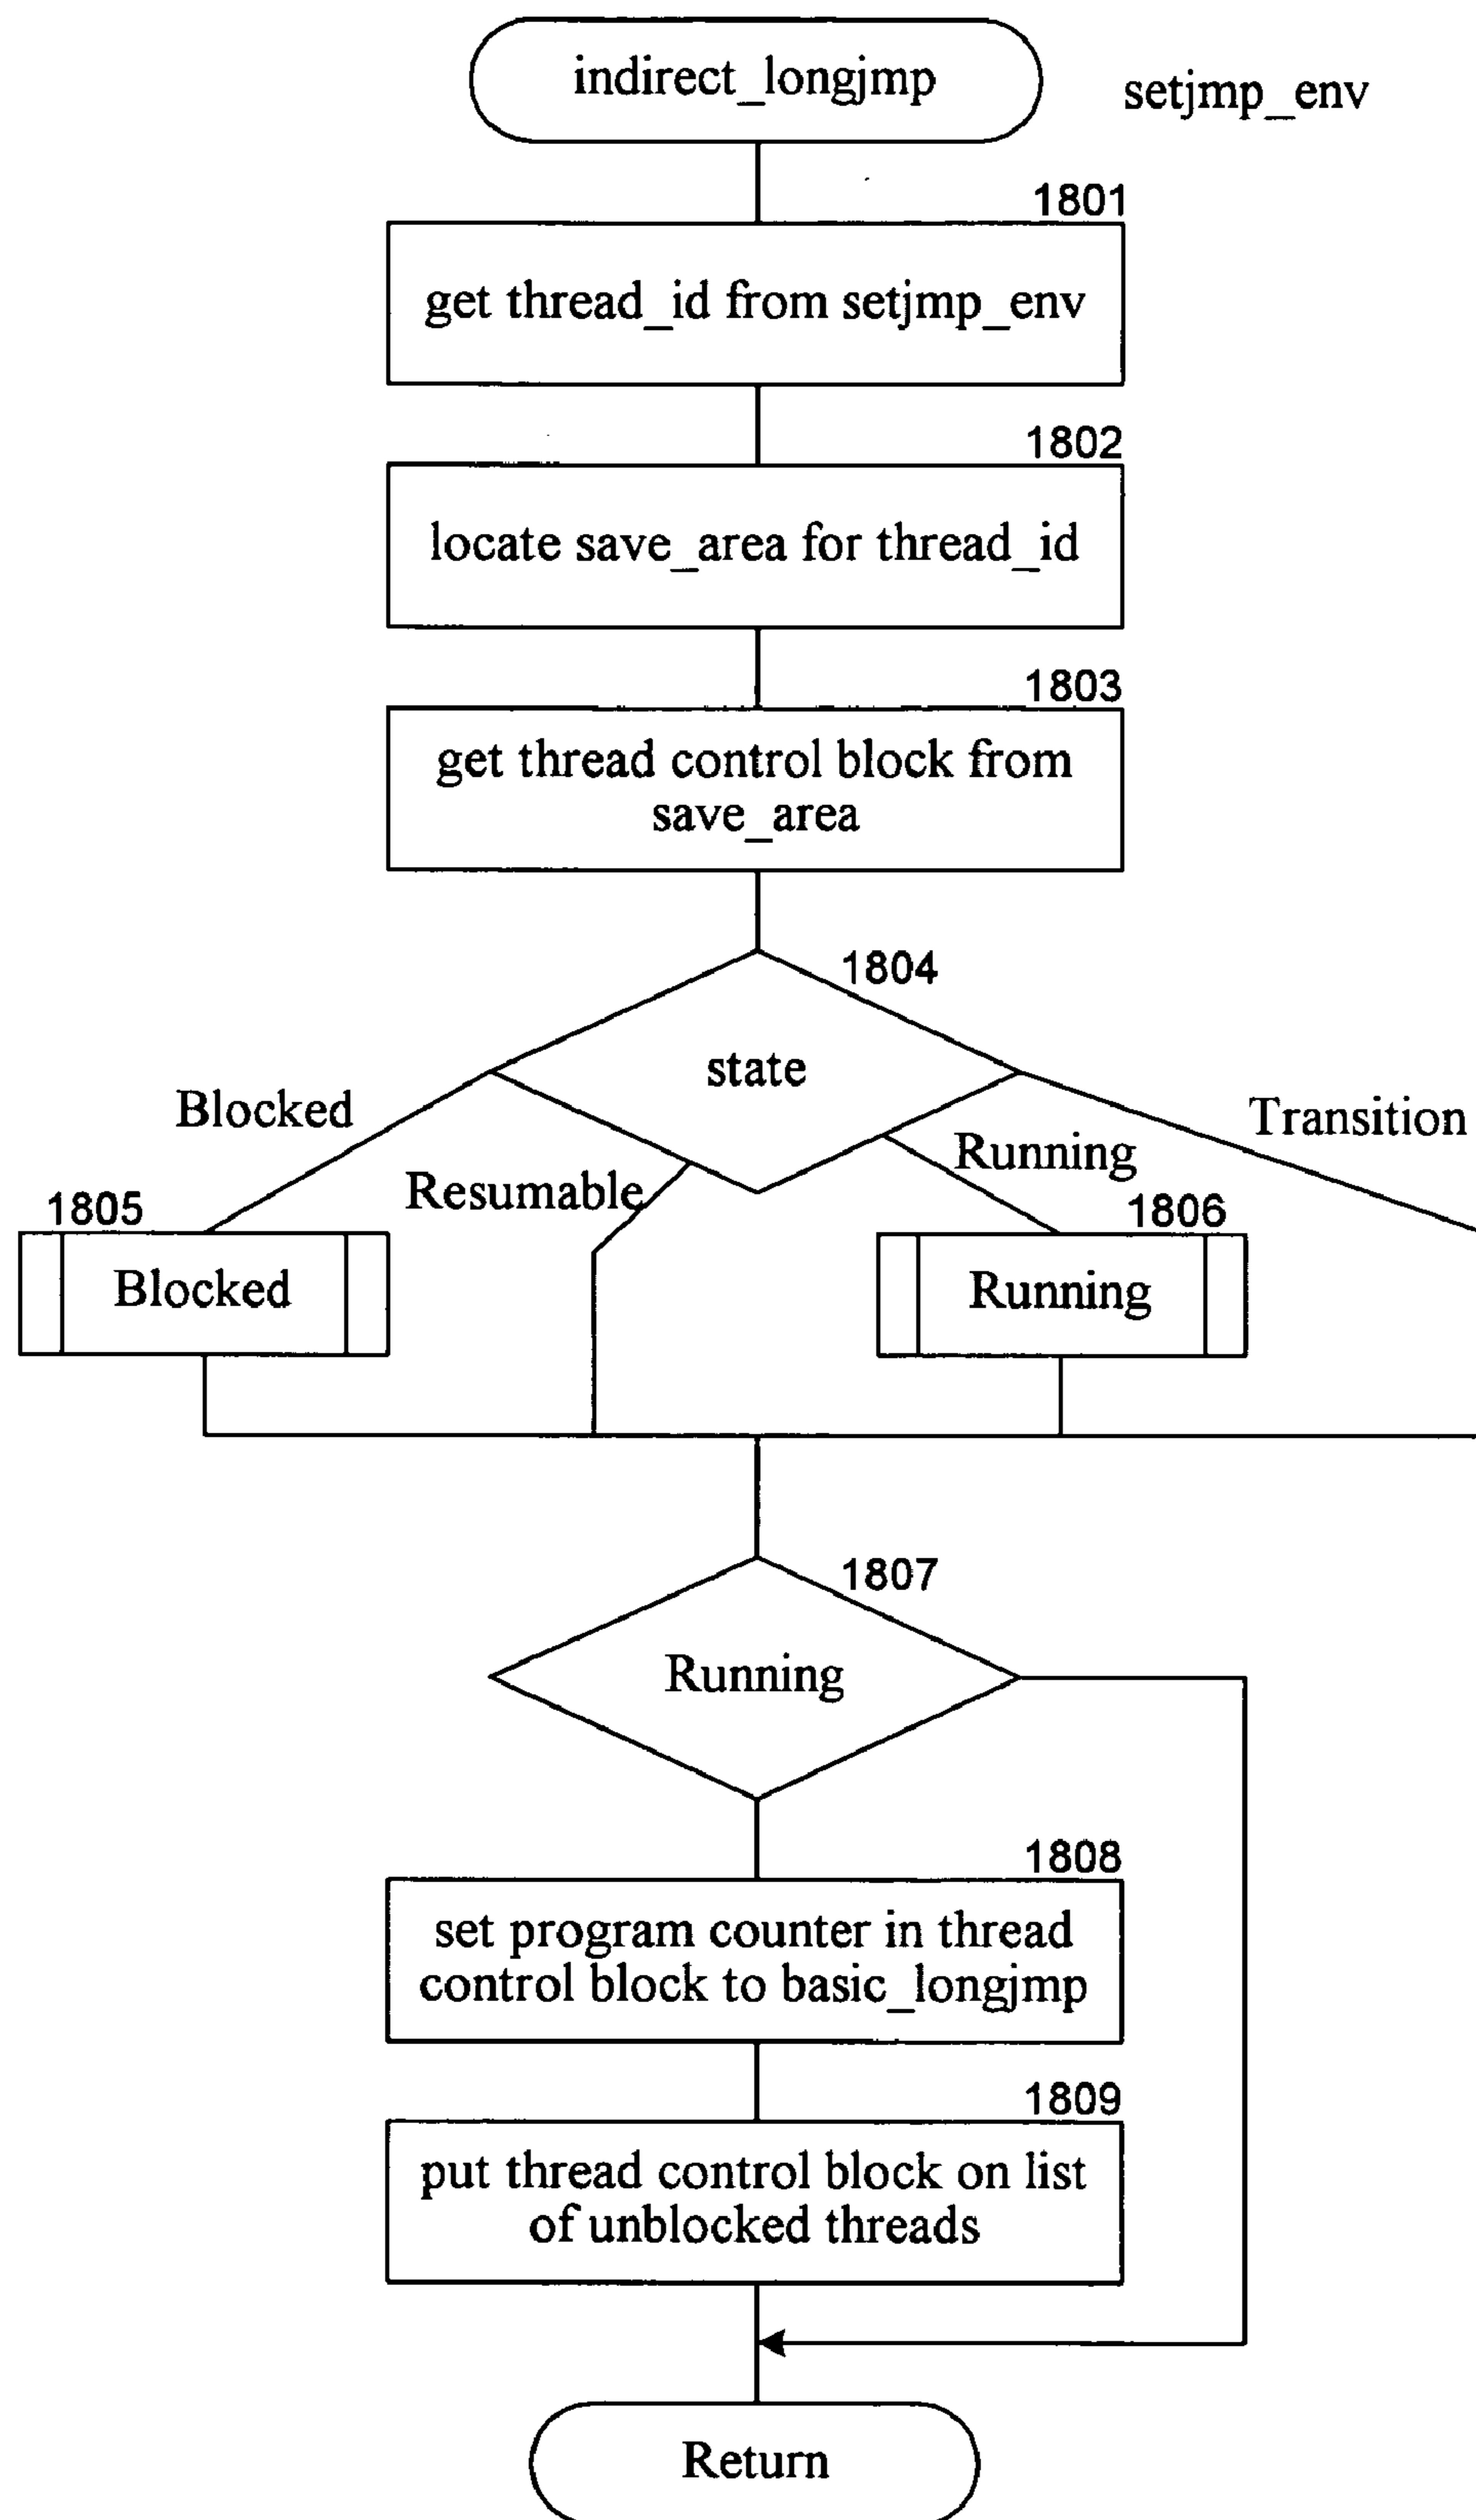 indirect_longjmp
setjmp_env
1801
get thread_id from setjmp_env
1802
locate save_area for thread_id
1803
get thread control block from
save_area
1804
state
Blocked
Resumable
Running
Transition
1805
Blocked
1806
Running
1807
Running
1808
set program counter in thread
control block to basic_longjmp
1809
put thread control block on list
of unblocked threads
Return